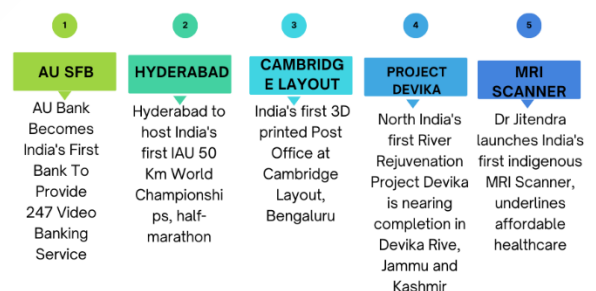 1
AU SFB
AU Bank
Becomes
India's First
Bank To
Provide
247 Video
Banking
Service
2
HYDERABAD
Hyderabad to
host India's
first IAU 50
Km World
Championshi
ps, half-
marathon
3
CAMBRIDG
E LAYOUT
India's first 3D
printed Post
Office at
Cambridge
Layout,
Bengaluru
4
PROJECT
DEVIKA
North India's
first River
Rejuvenation
Project Devika
is nearing
completion in
Devika Rive,
Jammu and
Kashmir
5
MRI
SCANNER
Dr Jitendra
launches India's
first indigenous
MRI Scanner,
underlines
affordable
healthcare